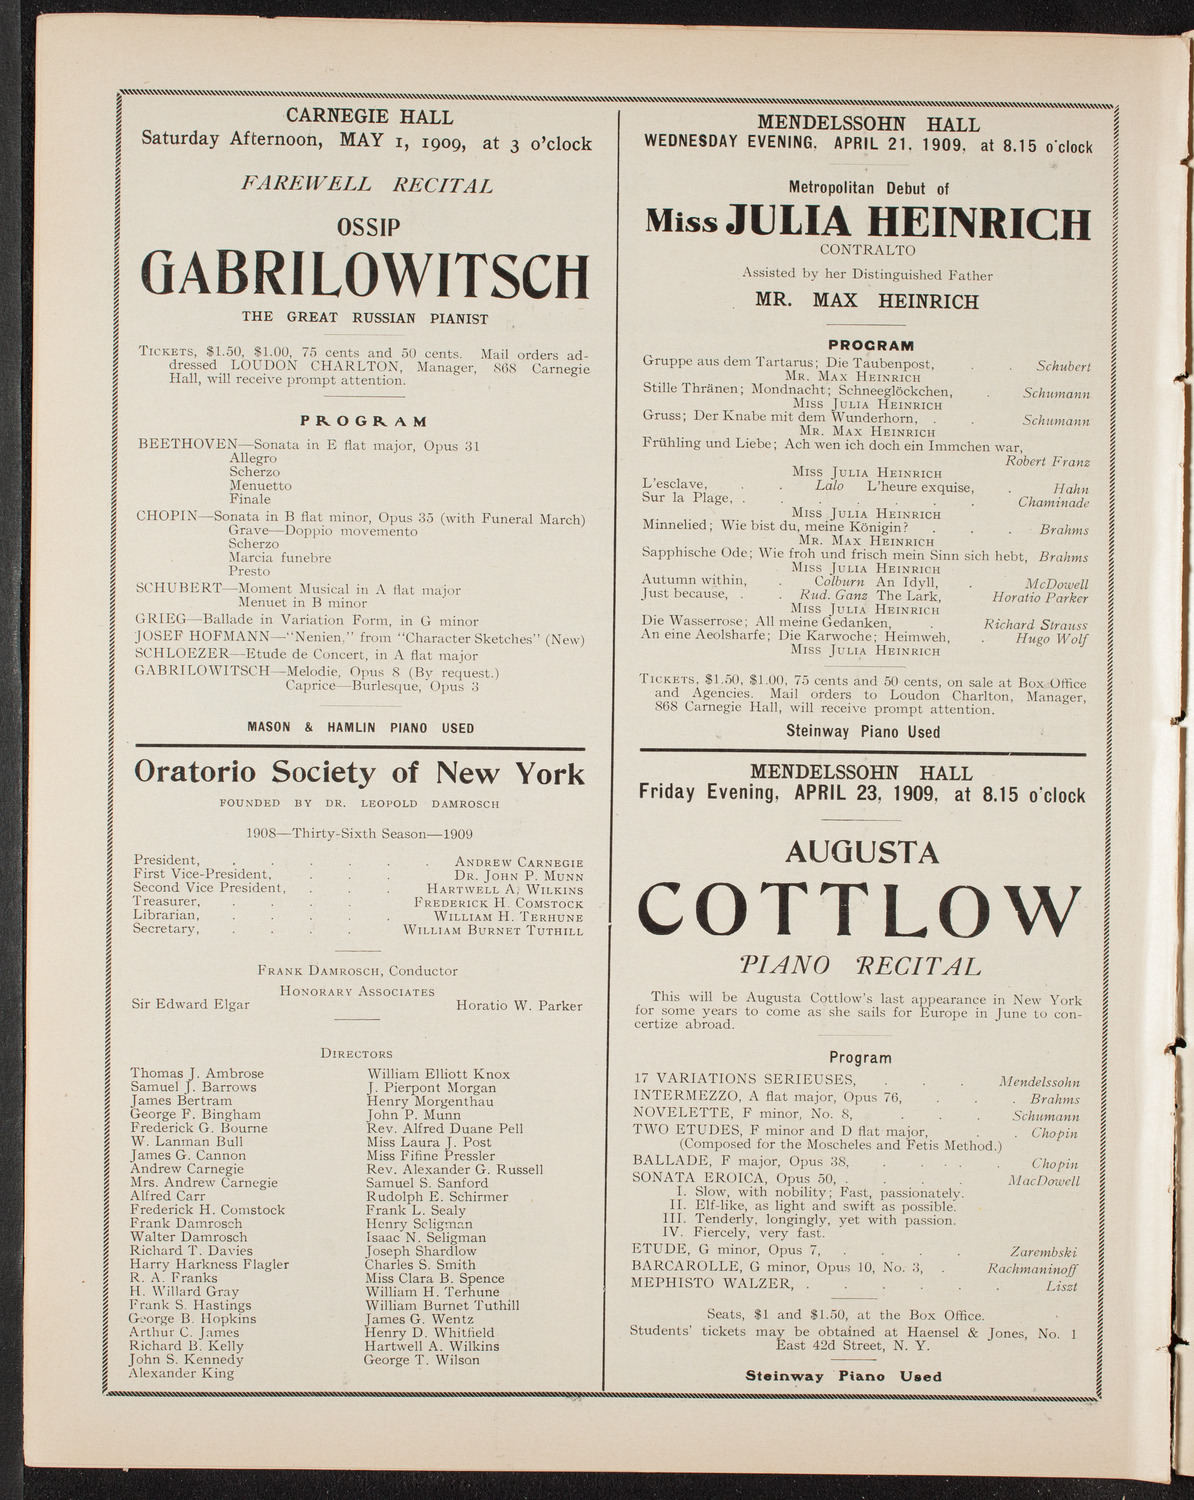 CARNEGIE HALL
Saturday Afternoon, MAY 1, 1909, at 3 o'clock
FAREWELL RECITAL
OSSIP
GABRILOWITSCH
THE GREAT RUSSIAN PIANIST
TICKETS, $1.50, $1.00, 75 cents and 50 cents. Mail orders ad-
dressed LOUDON CHARLTON, Manager, 868 Carnegie
Hall, will receive prompt attention.
PROGRAM
BEETHOVEN—Sonata in E flat major, Opus 31
Allegro
Scherzo
Menuetto
Finale
CHOPIN—Sonata in B flat minor, Opus 35 (with Funeral March)
Grave—Doppio movemento
Scherzo
Marcia funebre
Presto
SCHUBERT—Moment Musical in A flat major
Menuet in B minor
GRIEG—Ballade in Variation Form, in G minor
JOSEF HOFMANN—"Nenien," from "Character Sketches" (New)
SCHLOEZER—Etude de Concert, in A flat major
GABRILOWITSCH—Melodie, Opus 8 (By request.)
Caprice—Burlesque, Opus 3
MASON & HAMLIN PIANO USED
Oratorio Society of New York
FOUNDED BY DR. LEOPOLD DAMROSCH
1908—Thirty-Sixth Season—1909
President, . . . . . . ANDREW CARNEGIE
First Vice-President, . . . DR. JOHN P. MUNN
Second Vice President, . . . HARTWELL A. WILKINS
Treasurer, . . . . FREDERICK H. COMSTOCK
Librarian, . . . . . WILLIAM H. TERHUNE
Secretary, . . . . WILLIAM BURNET TUTHILL
FRANK DAMROSCH, Conductor
HONORARY ASSOCIATES
Sir Edward Elgar Horatio W. Parker
DIRECTORS
Thomas J. Ambrose
Samuel J. Barrows
James Bertram
George F. Bingham
Frederick G. Bourne
W. Lanman Bull
James G. Cannon
Andrew Carnegie
Mrs. Andrew Carnegie
Alfred Carr
Frederick H. Comstock
Frank Damrosch
Walter Damrosch
Richard T. Davies
Harry Harkness Flagler
R. A. Franks
H. Willard Gray
Frank S. Hastings
George B. Hopkins
Arthur C. James
Richard B. Kelly
John S. Kennedy
Alexander King
William Elliott Knox
J. Pierpont Morgan
Henry Morgenthau
John P. Munn
Rev. Alfred Duane Pell
Miss Laura J. Post
Miss Fifine Pressler
Rev. Alexander G. Russell
Samuel S. Sanford
Rudolph E. Schirmer
Frank L. Sealy
Henry Seligman
Isaac N. Seligman
Joseph Shardlow
Charles S. Smith
Miss Clara B. Spence
William H. Terhune
William Burnet Tuthill
James G. Wentz
Henry D. Whitfield
Hartwell A. Wilkins
George T. Wilson
MENDELSSOHN HALL
WEDNESDAY EVENING, APRIL 21, 1909, at 8.15 o'clock
Metropolitan Debut of
Miss JULIA HEINRICH
CONTRALTO
Assisted by her Distinguished Father
MR. MAX HEINRICH
PROGRAM
Gruppe aus dem Tartarus; Die Taubenpost, . . Schubert
MR. MAX HEINRICH
Stille Thränen; Mondnacht; Schneeglöckchen, . Schumann
MISS JULIA HEINRICH
Gruss; Der Knabe mit dem Wunderhorn, . . Schumann
MR. MAX HEINRICH
Frühling und Liebe; Ach wen ich doch ein Immchen war,
Robert Franz
MISS JULIA HEINRICH
L'esclave, . . Lalo L'heure exquise, . Hahn
Sur la Plage, . . . . . . Chaminade
MISS JULIA HEINRICH
Minnelied; Wie bist du, meine Königin? . . . Brahms
MR. MAX HEINRICH
Sapphische Ode; Wie froh und frisch mein Sinn sich hebt, Brahms
MISS JULIA HEINRICH
Autumn within, . Colburn An Idyll, . McDowell
Just because, . . Rud. Ganz The Lark, Horatio Parker
MISS JULIA HEINRICH
Die Wasserrose; All meine Gedanken, . Richard Strauss
An eine Aeolsharfe; Die Karwoche; Heimweh, . Hugo Wolf
MISS JULIA HEINRICH
TICKETS, $1.50, $1.00, 75 cents and 50 cents, on sale at Box Office
and Agencies. Mail orders to Loudon Charlton, Manager,
868 Carnegie Hall, will receive prompt attention.
Steinway Piano Used
MENDELSSOHN HALL
Friday Evening, APRIL 23, 1909, at 8.15 o'clock
AUGUSTA
COTTLOW
PIANO RECITAL
This will be Augusta Cottlow's last appearance in New York
for some years to come as she sails for Europe in June to con-
certize abroad.
Program
17 VARIATIONS SERIEUSES, . . . Mendelssohn
INTERMEZZO, A flat major, Opus 76, . . . Brahms
NOVELETTE, F minor, No. 8, . . . Schumann
TWO ETUDES, F minor and D flat major, . . Chopin
(Composed for the Moscheles and Fetis Method.)
BALLADE, F major, Opus 38, . . . . Chopin
SONATA EROICA, Opus 50, . . . . MacDowell
I. Slow, with nobility; Fast, passionately.
II. Elf-like, as light and swift as possible.
III. Tenderly, longingly, yet with passion.
IV. Fiercely, very fast.
ETUDE, G minor, Opus 7, . . . . Zarembski
BARCAROLLE, G minor, Opus 10, No. 3, . Rachmaninoff
MEPHISTO WALZER, . . . . . . Liszt
Seats, $1 and $1.50, at the Box Office.
Students' tickets may be obtained at Haensel & Jones, No. 1
East 42d Street, N. Y.
Steinway Piano Used